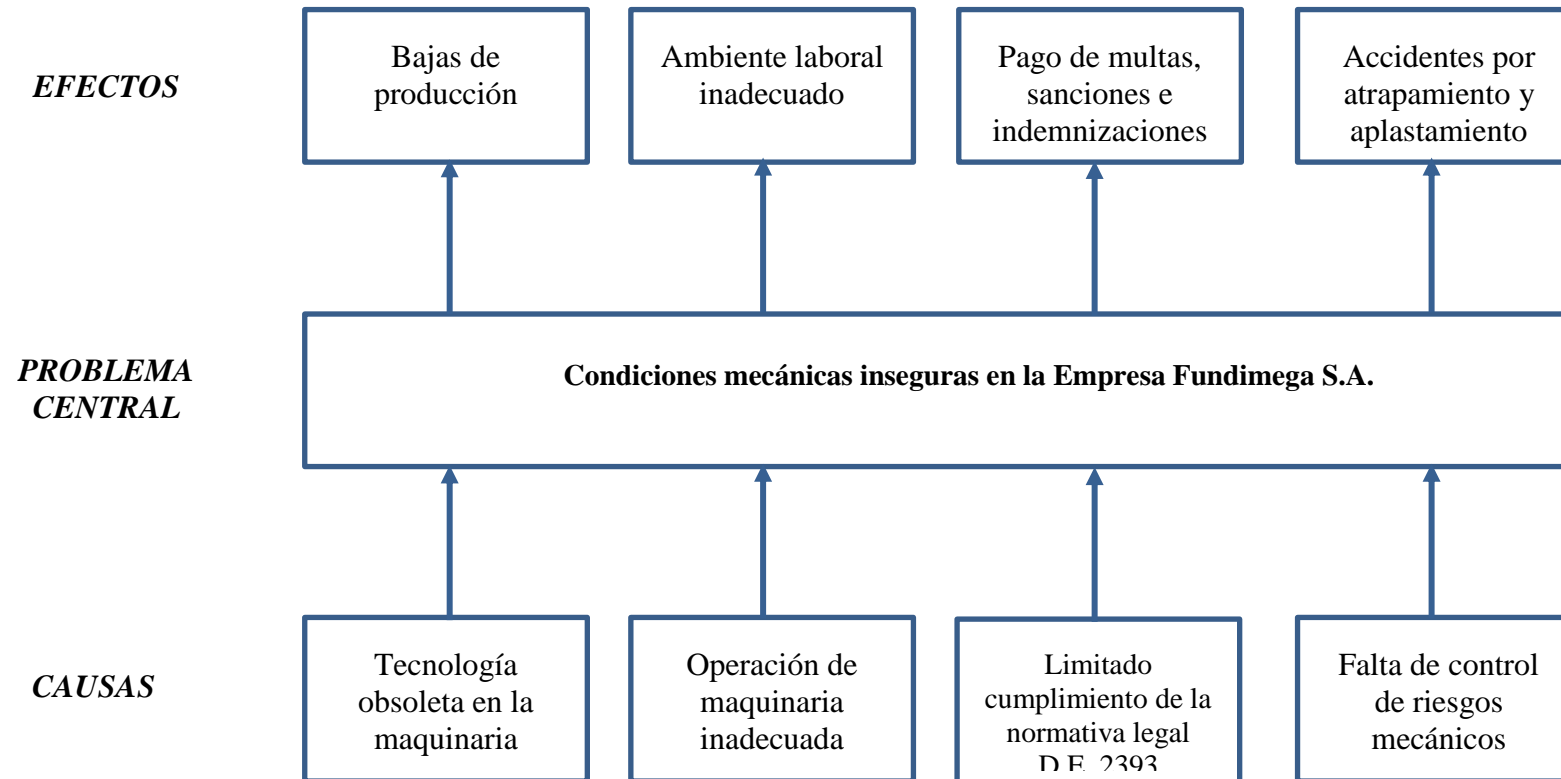 EFECTOS
Bajas de
producción
Ambiente laboral
inadecuado
Pago de multas,
sanciones e
indemnizaciones
Accidentes por
atrapamiento y
aplastamiento
PROBLEMA
CENTRAL
Condiciones mecánicas inseguras en la Empresa Fundimega S.A.
CAUSAS
Tecnología
obsoleta en la
maquinaria
Operación de
maquinaria
inadecuada
Limitado
cumplimiento de la
normativa legal
D.E. 2393
Falta de control
de riesgos
mecánicos